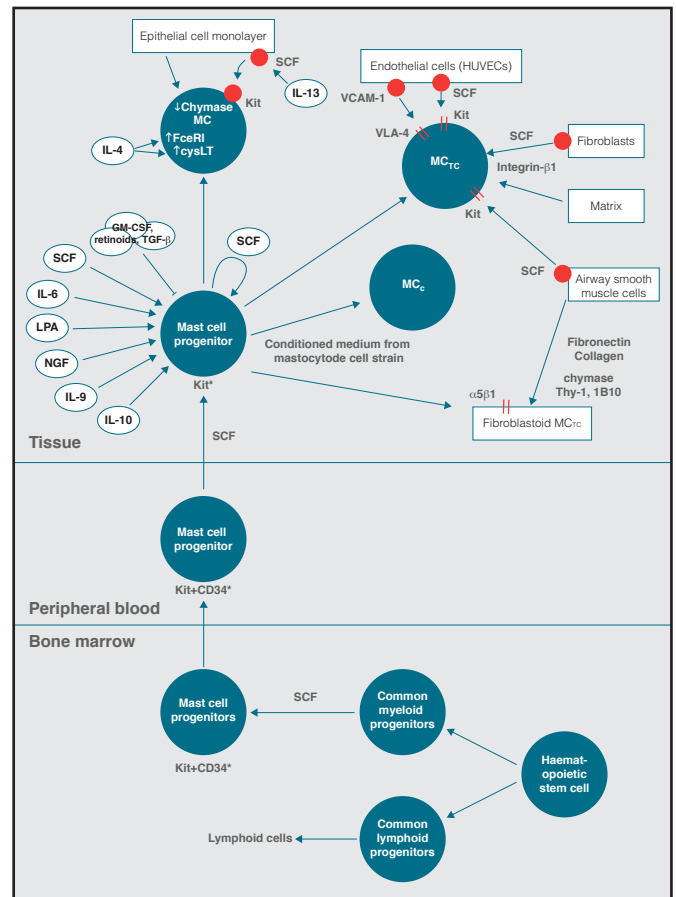 Epithelial cell monolayer
SCF
IL-13
Kit
↓Chymase
MC
↑FceRI
↑cysLT
IL-4
Endothelial cells (HUVECs)
VCAM-1
SCF
Kit
VLA-4
MCTC
SCF
Fibroblasts
Integrin-β1
Matrix
Kit
SCF
Airway smooth
muscle cells
GM-CSF,
retinoids, TGF-β
SCF
SCF
IL-6
LPA
NGF
IL-9
IL-10
Mast cell
progenitor
Kit*
MCc
Conditioned medium from
mastocytode cell strain
Fibronectin
Collagen
chymase
Thy-1, 1B10
α5β1
Fibroblastoid MCTC
Tissue
SCF
Mast cell
progenitor
Kit+CD34*
Peripheral blood
Bone marrow
Mast cell
progenitors
Kit+CD34*
SCF
Common
myeloid
progenitors
Haemat-
opoietic
stem cell
Lymphoid cells
Common
lymphoid
progenitors